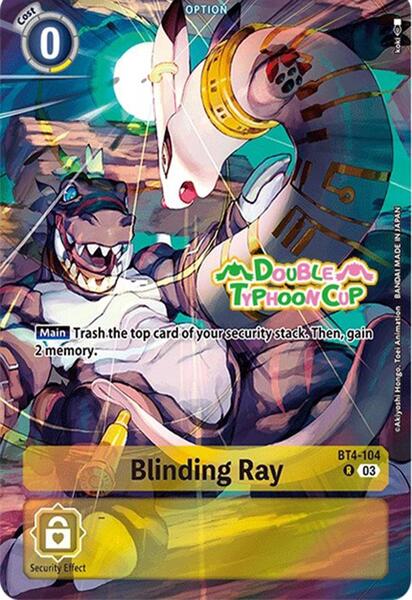 OPTION
Cost
0
koki
DOUBLE
TYPHOON CUP
Main Trash the top card of your security stack. Then, gain
2 memory.
©Akiyoshi Hongo, Toei Animation BANDAI MADE IN JAPAN
BT4-104
Blinding Ray
R 03
Security Effect
-